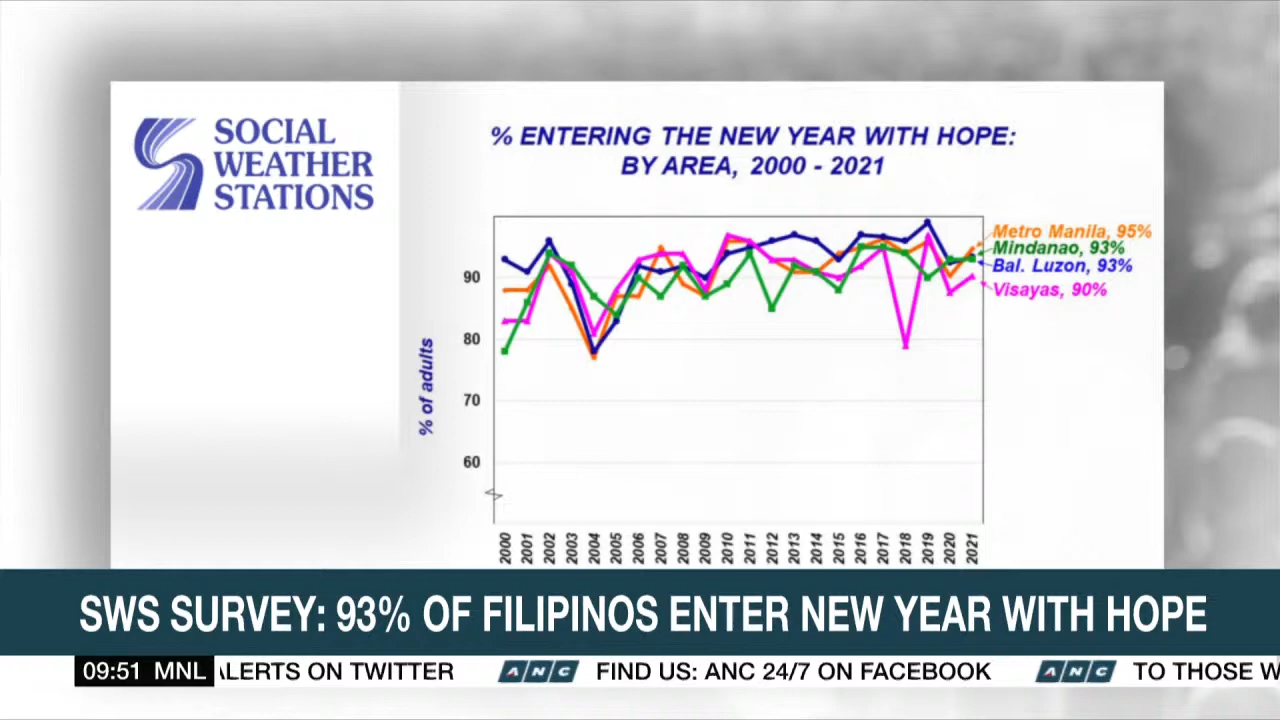 SOCIAL
WEATHER
STATIONS
% ENTERING THE NEW YEAR WITH HOPE:
BY AREA, 2000 - 2021
Metro Manila, 95%
Mindanao, 93%
Bal. Luzon, 93%
Visayas, 90%
90
80
70
60
% of adults
2000 2001 2002 2003 2004 2005 2006 2007 2008 2009 2010 2011 2012 2013 2014 2015 2016 2017 2018 2019 2020 2021
SWS SURVEY: 93% OF FILIPINOS ENTER NEW YEAR WITH HOPE
09:51 MNL ALERTS ON TWITTER ANC FIND US: ANC 24/7 ON FACEBOOK ANC TO THOSE W